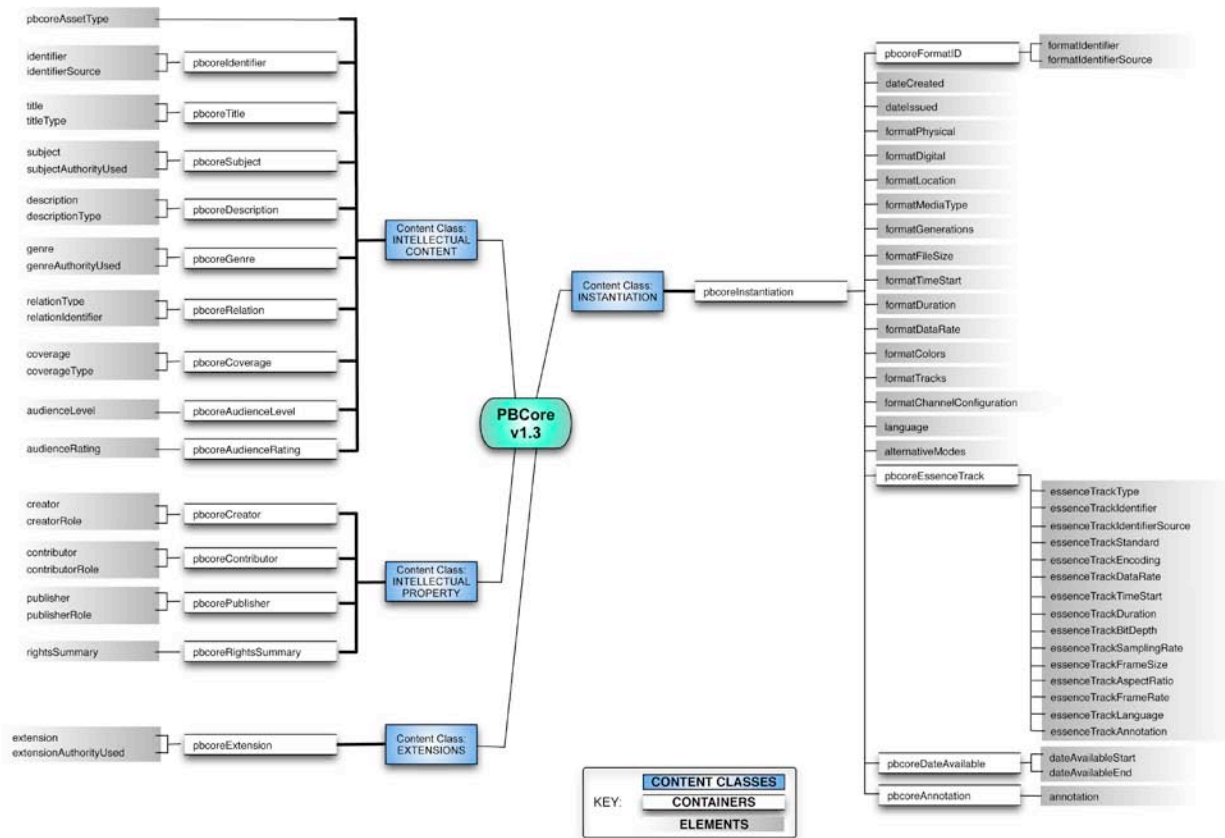 pbcoreAssetType
identifier
identifierSource
pbcoreIdentifier
title
titleType
pbcoreTitle
subject
subjectAuthorityUsed
pbcoreSubject
description
descriptionType
pbcoreDescription
genre
genreAuthorityUsed
pbcoreGenre
relationType
relationIdentifier
pbcoreRelation
coverage
coverageType
pbcoreCoverage
audienceLevel
pbcoreAudienceLevel
audienceRating
pbcoreAudienceRating
Content Class:
INTELLECTUAL
CONTENT
creator
creatorRole
pbcoreCreator
contributor
contributorRole
pbcoreContributor
publisher
publisherRole
pbcorePublisher
rightsSummary
pbcoreRightsSummary
Content Class:
INTELLECTUAL
PROPERTY
extension
extensionAuthorityUsed
pbcoreExtension
Content Class:
EXTENSIONS
PBCore
v1.3
Content Class:
INSTANTIATION
pbcoreInstantiation
pbcoreFormatID
formatIdentifier
formatIdentifierSource
dateCreated
dateIssued
formatPhysical
formatDigital
formatLocation
formatMediaType
formatGenerations
formatFileSize
formatTimeStart
formatDuration
formatDataRate
formatColors
formatTracks
formatChannelConfiguration
language
alternativeModes
pbcoreEssenceTrack
essenceTrackType
essenceTrackIdentifier
essenceTrackIdentifierSource
essenceTrackStandard
essenceTrackEncoding
essenceTrackDataRate
essenceTrackTimeStart
essenceTrackDuration
essenceTrackBitDepth
essenceTrackSamplingRate
essenceTrackFrameSize
essenceTrackAspectRatio
essenceTrackFrameRate
essenceTrackLanguage
essenceTrackAnnotation
pbcoreDateAvailable
dateAvailableStart
dateAvailableEnd
pbcoreAnnotation
annotation
KEY:
CONTENT CLASSES
CONTAINERS
ELEMENTS